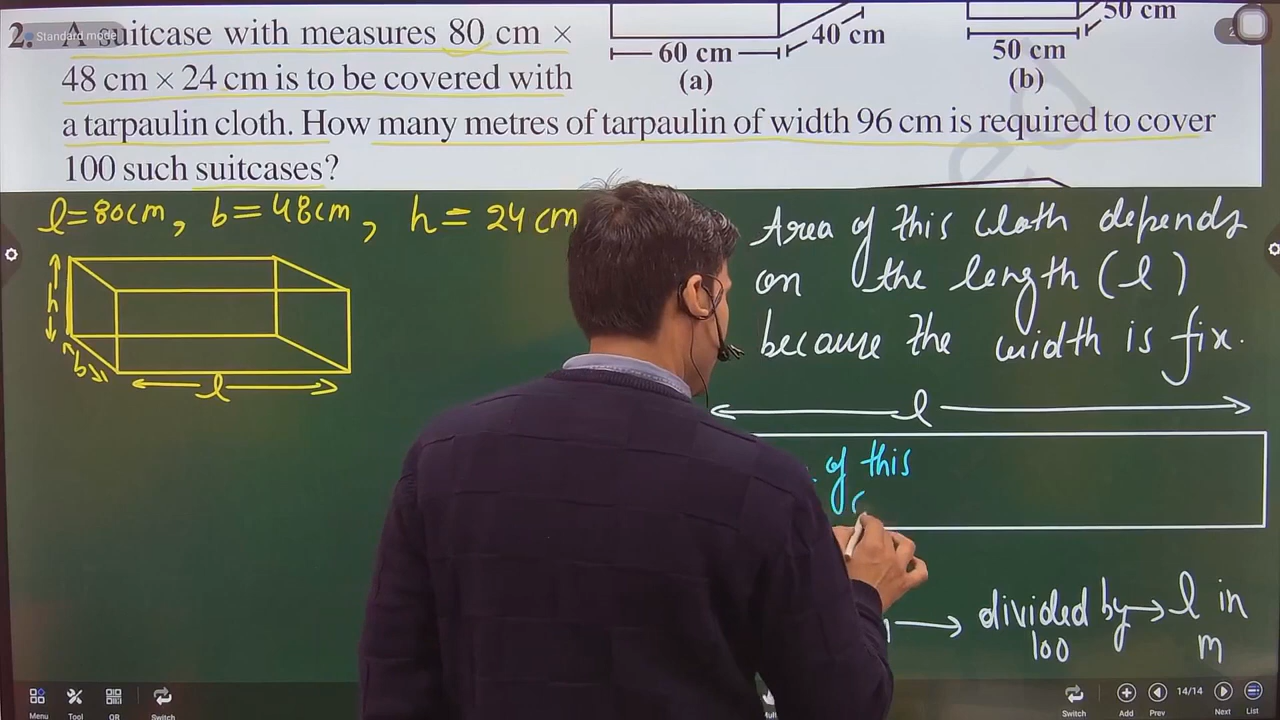 60 cm
40 cm
(a)
50 cm
50 cm
(b)
2. A suitcase with measures 80 cm ×
Standard mode
48 cm × 24 cm is to be covered with
a tarpaulin cloth. How many metres of tarpaulin of width 96 cm is required to cover
100 such suitcases?
l=80cm, b=48cm, h=24cm
h
b
l
Area of this cloth depends
on the length (l)
because the width is fix.
l
of this
divided by → l in
100 m
Menu
Tool
QR
Switch
Switch
Add
Prev
14/14
Next
List